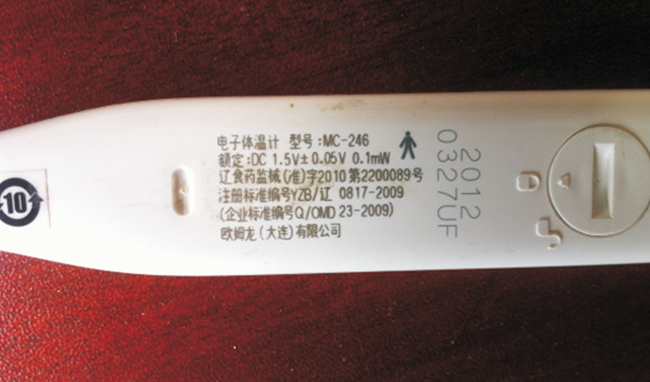 电子体温计 型号:MC-246
额定:DC 1.5V±0.05V 0.1mW
辽食药监械(准)字2010第2200089号
注册标准编号YZB/辽 0817-2009
(企业标准编号Q/OMD 23-2009)
欧姆龙(大连)有限公司
2012
0327UF
10